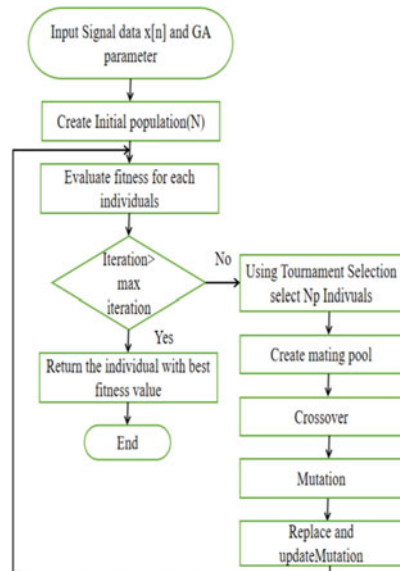 Input Signal data x[n] and GA
parameter
Create Initial population(N)
Evaluate fitness for each
individuals
Iteration>
max
iteration
No
Yes
Return the individual with best
fitness value
End
Using Tournament Selection
select Np Indivuals
Create mating pool
Crossover
Mutation
Replace and
updateMutation